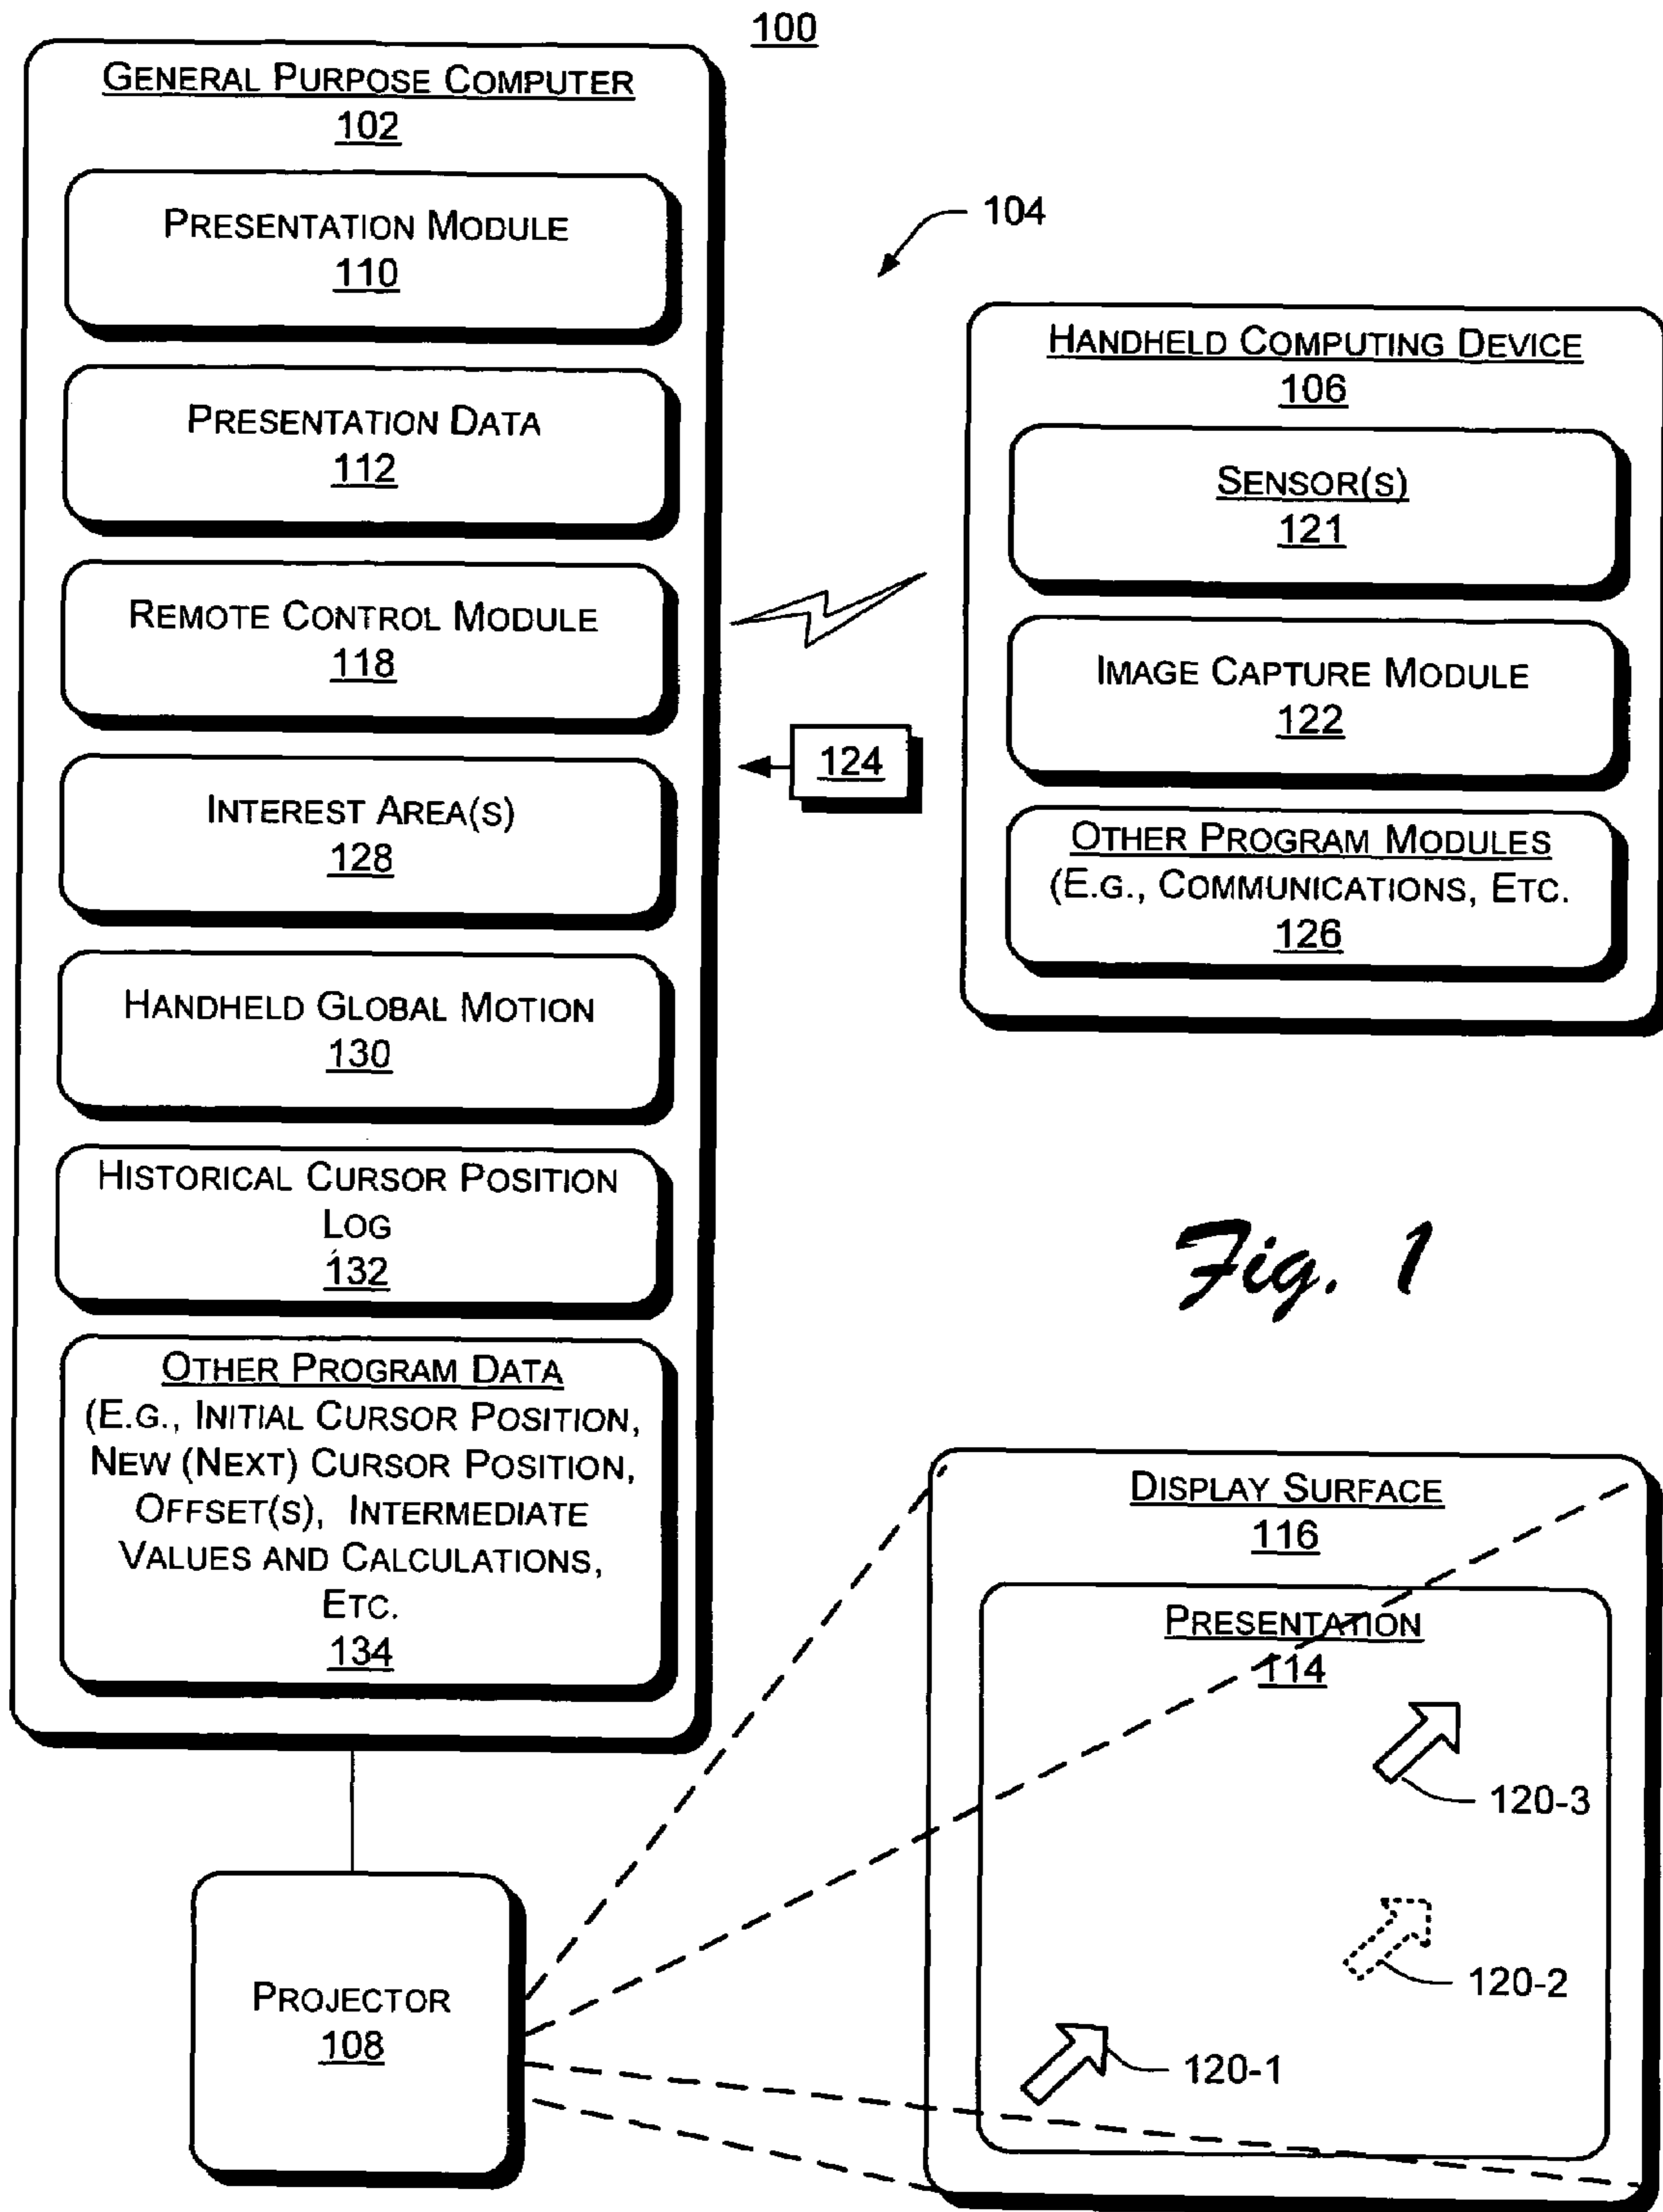 100
GENERAL PURPOSE COMPUTER
102
PRESENTATION MODULE
110
PRESENTATION DATA
112
REMOTE CONTROL MODULE
118
INTEREST AREA(S)
128
HANDHELD GLOBAL MOTION
130
HISTORICAL CURSOR POSITION
LOG
132
OTHER PROGRAM DATA
(E.G., INITIAL CURSOR POSITION,
NEW (NEXT) CURSOR POSITION,
OFFSET(S), INTERMEDIATE
VALUES AND CALCULATIONS,
ETC.
134
104
HANDHELD COMPUTING DEVICE
106
SENSOR(S)
121
IMAGE CAPTURE MODULE
122
OTHER PROGRAM MODULES
(E.G., COMMUNICATIONS, ETC.
126
124
Fig. 1
PROJECTOR
108
DISPLAY SURFACE
116
PRESENTATION
114
120-3
120-2
120-1